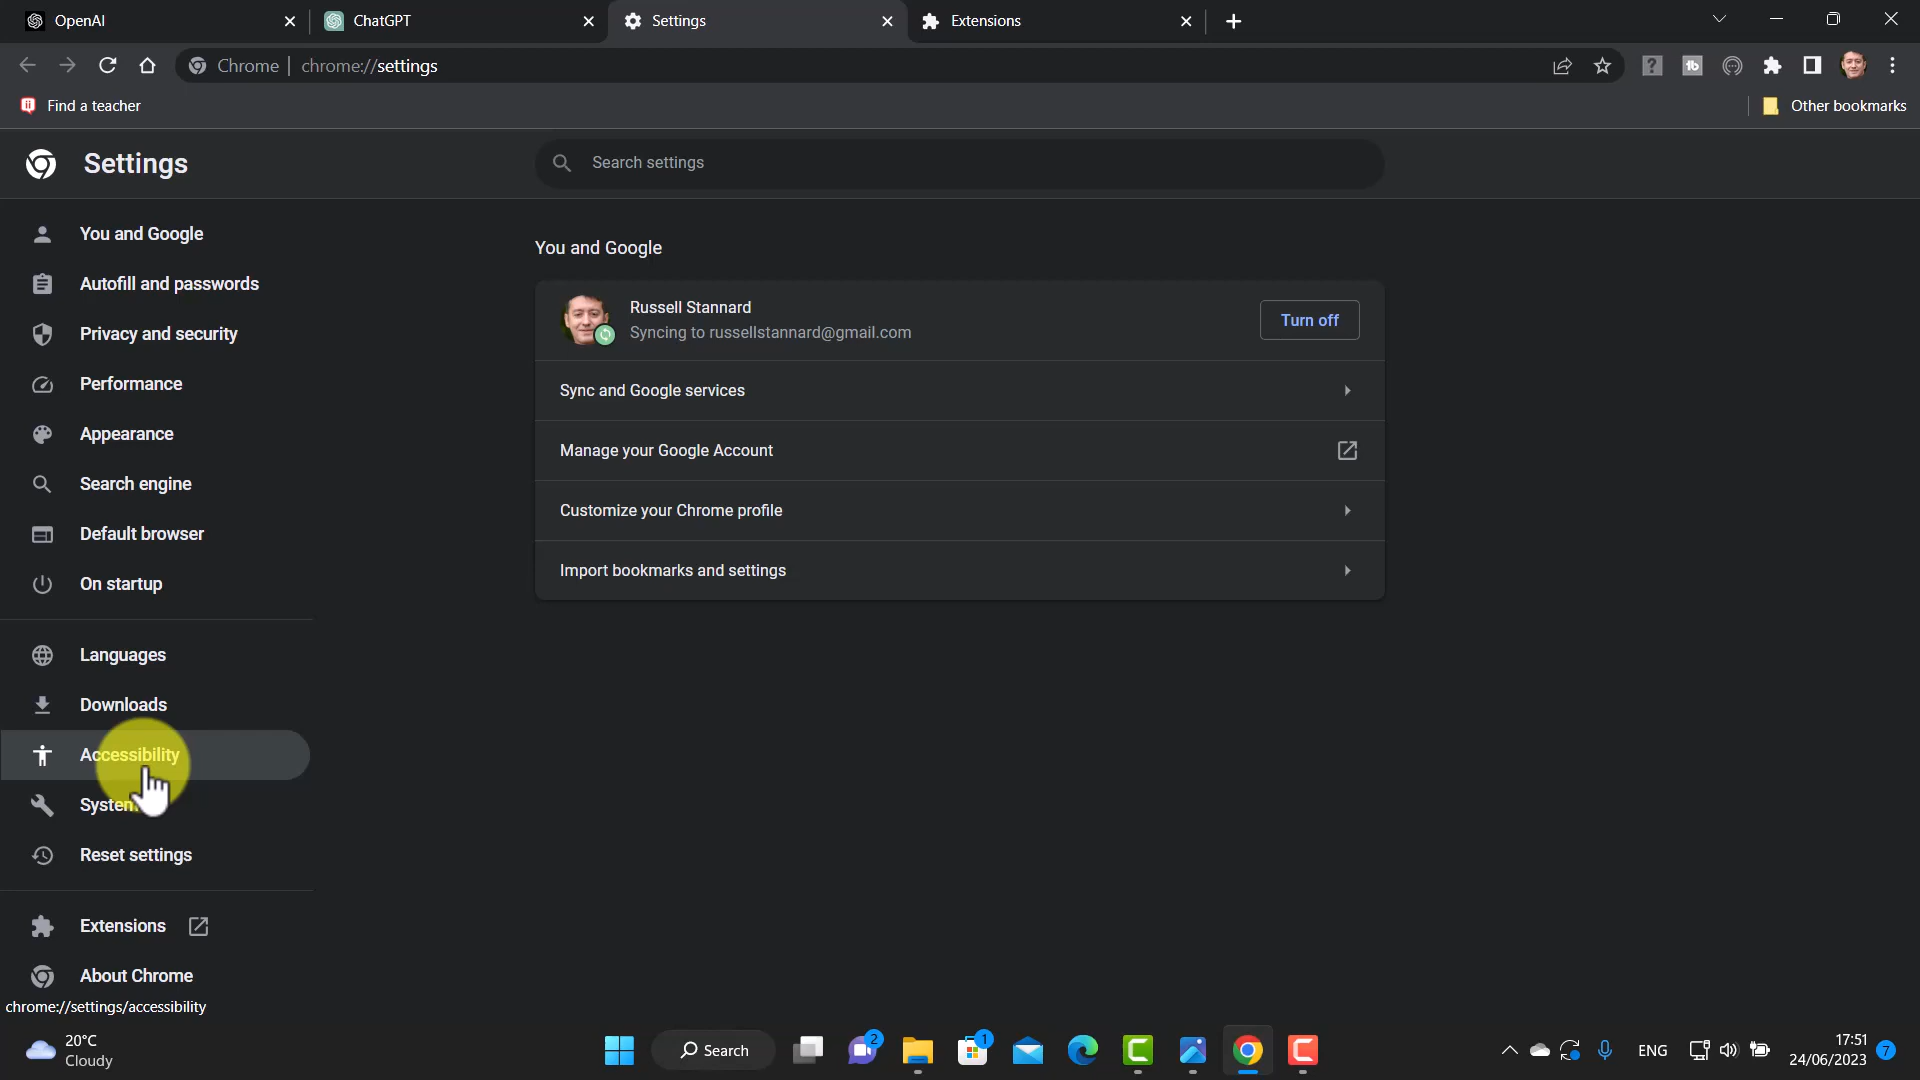 OpenAI
ChatGPT
Settings
Extensions
Chrome
chrome://settings
Find a teacher
Other bookmarks
Settings
Search settings
You and Google
Autofill and passwords
Privacy and security
Performance
Appearance
Search engine
Default browser
On startup
Languages
Downloads
Accessibility
System
Reset settings
Extensions
About Chrome
chrome://settings/accessibility
You and Google
Russell Stannard
Syncing to russellstannard@gmail.com
Turn off
Sync and Google services
Manage your Google Account
Customize your Chrome profile
Import bookmarks and settings
20°C
Cloudy
Search
2
1
ENG
17:51
24/06/2023
7